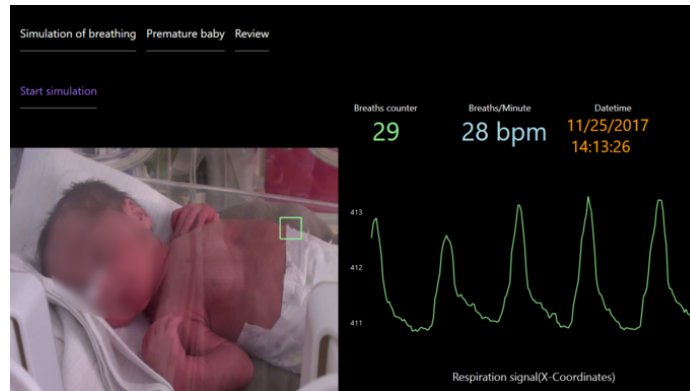 Simulation of breathing Premature baby Review
Start simulation
Breaths counter Breaths/Minute Datetime
29 28 bpm 11/25/2017
14:13:26
413
412
411
Respiration signal(X-Coordinates)